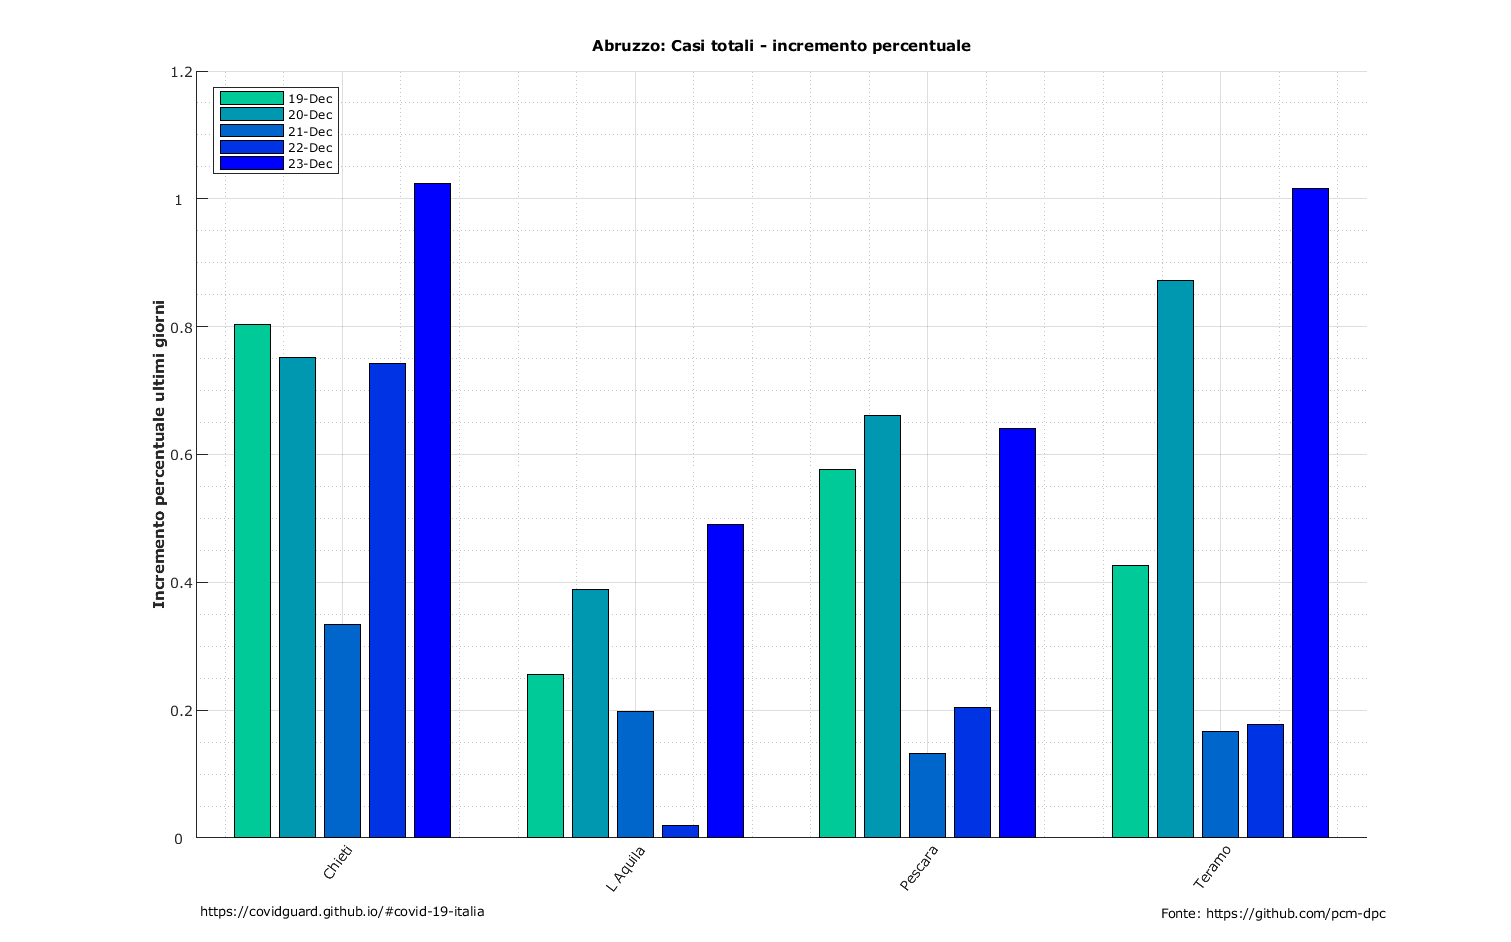 Abruzzo: Casi totali - incremento percentuale
Incremento percentuale ultimi giorni
1.2
1
0.8
0.6
0.4
0.2
0
19-Dec
20-Dec
21-Dec
22-Dec
23-Dec
Chieti
L Aquila
Pescara
Teramo
https://covidguard.github.io/#covid-19-italia
Fonte: https://github.com/pcm-dpc